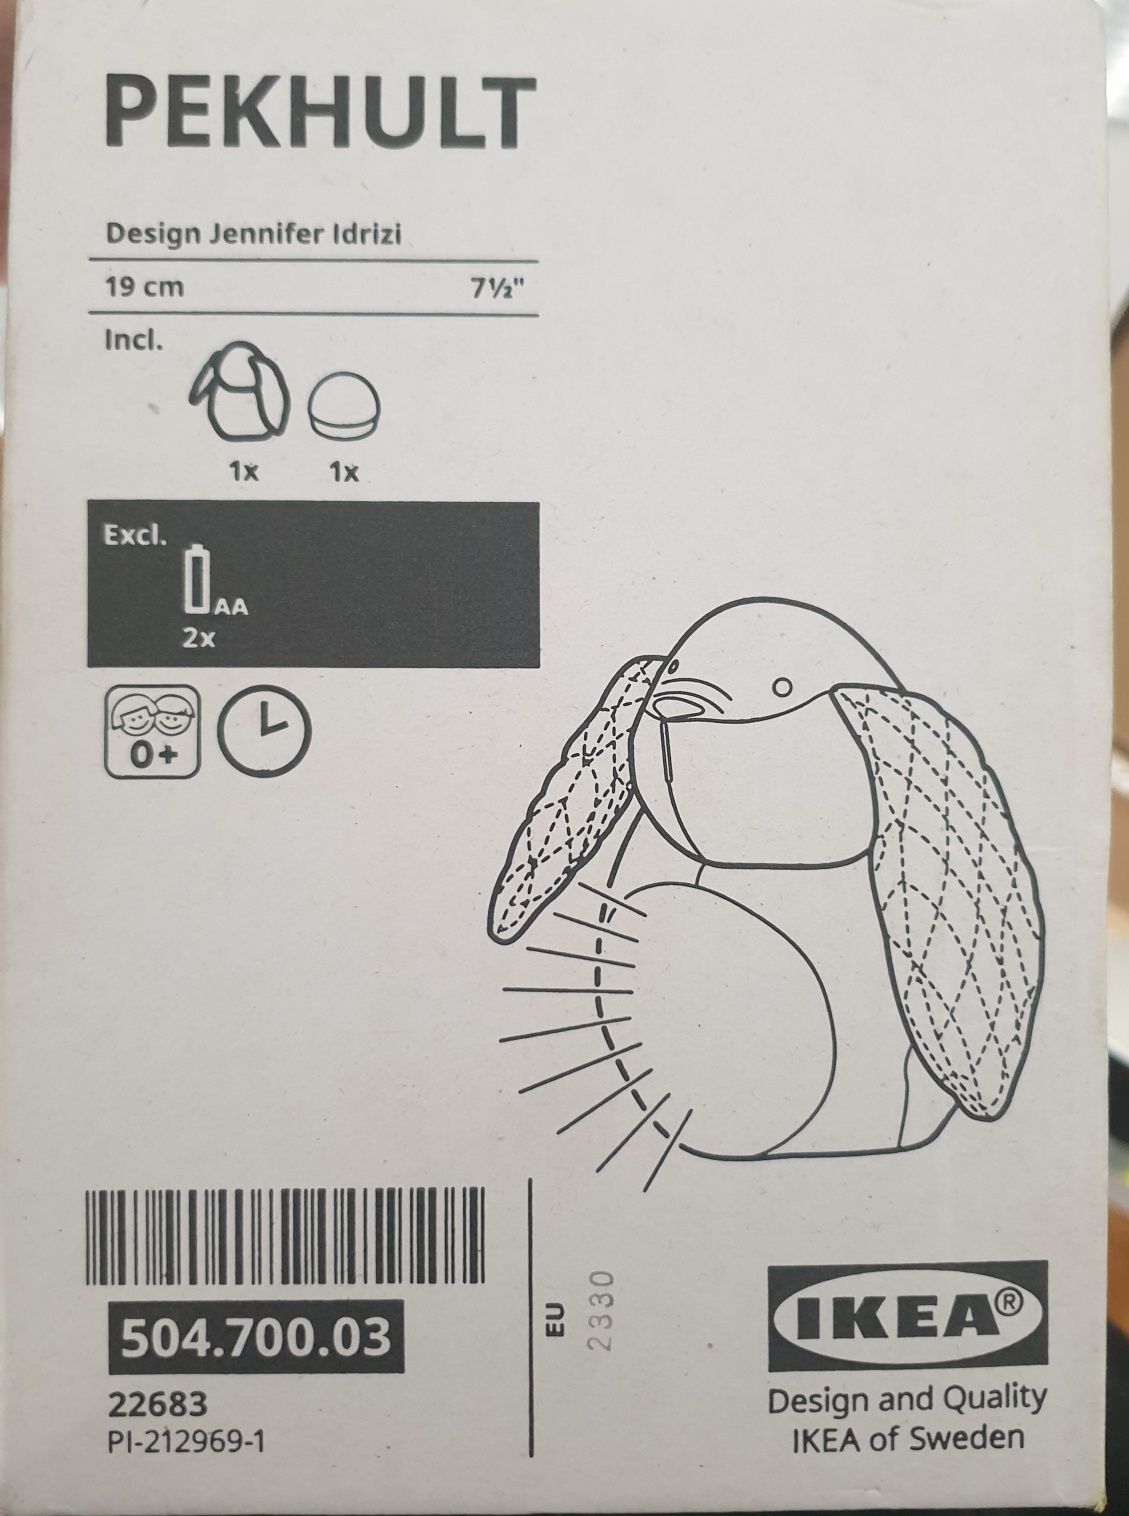 PEKHULT
Design Jennifer Idrizi
19 cm 7½"
Incl.
1x 1x
Excl.
AA
2x
0+
504.700.03
22683
PI-212969-1
EU
2330
IKEA®
Design and Quality
IKEA of Sweden